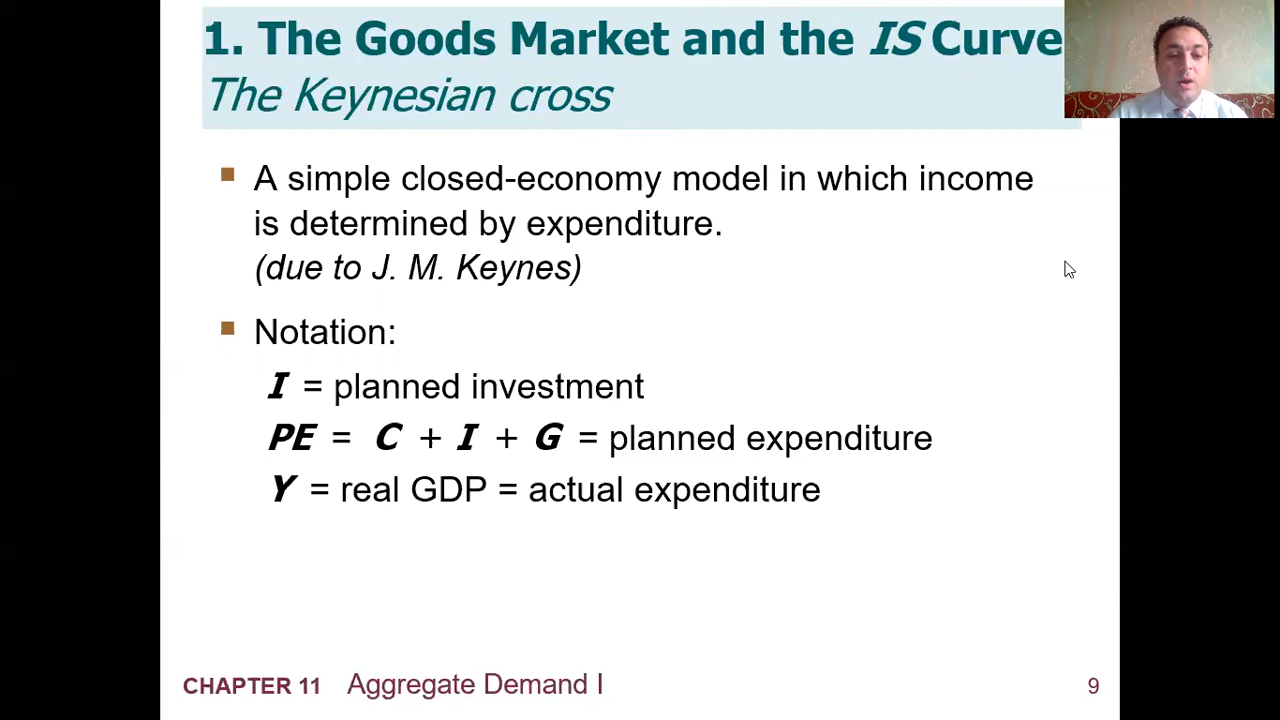 1. The Goods Market and the IS Curve
The Keynesian cross
A simple closed-economy model in which income
is determined by expenditure.
(due to J. M. Keynes)
Notation:
I = planned investment
PE = C + I + G = planned expenditure
Y = real GDP = actual expenditure
CHAPTER 11 Aggregate Demand I 9